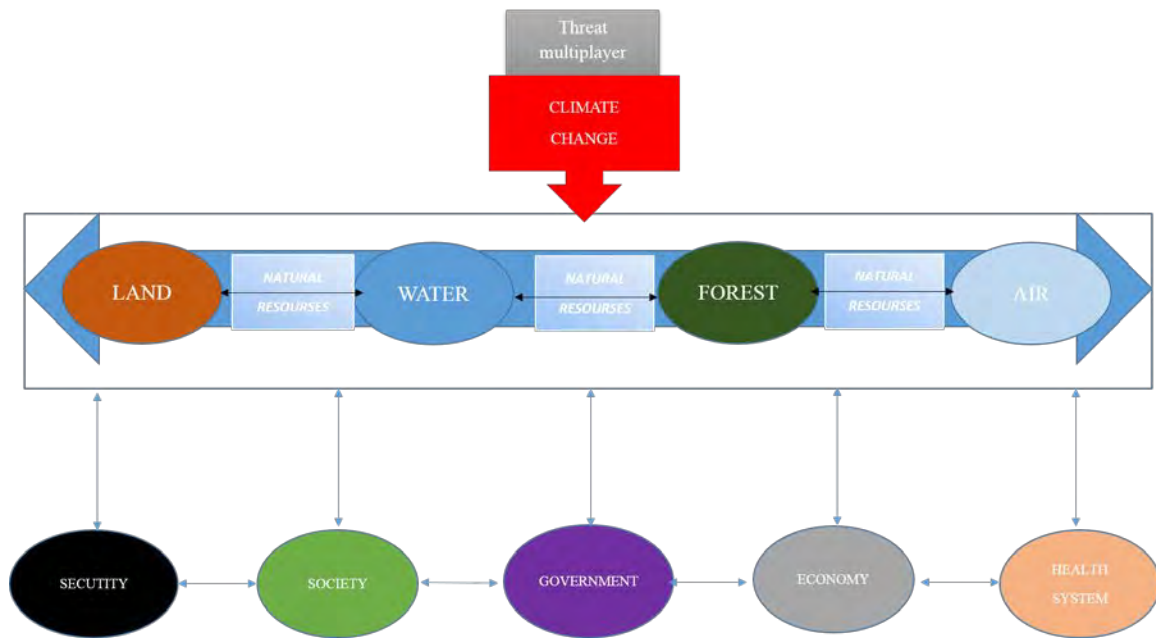 Threat
multiplayer
CLIMATE
CHANGE
LAND
NATURAL
RESOURSES
WATER
NATURAL
RESOURSES
FOREST
NATURAL
RESOURSES
AIR
SECUTITY
SOCIETY
GOVERNMENT
ECONOMY
HEALTH
SYSTEM